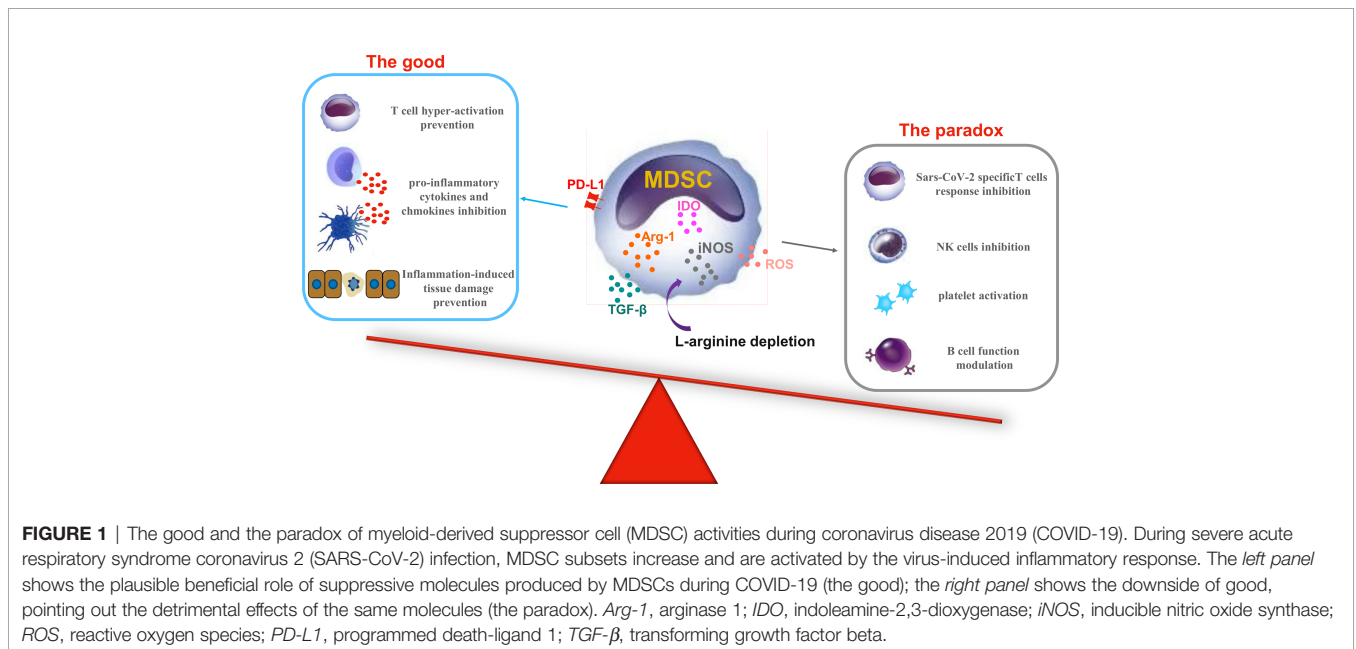 The good
T cell hyper-activation
prevention
pro-inflammatory
cytokines and
chmokines inhibition
Inflammation-induced
tissue damage
prevention
PD-L1
MDSC
IDO
Arg-1
iNOS
ROS
TGF-β
L-arginine depletion
The paradox
Sars-CoV-2 specificT cells
response inhibition
NK cells inhibition
platelet activation
B cell function
modulation
FIGURE 1 | The good and the paradox of myeloid-derived suppressor cell (MDSC) activities during coronavirus disease 2019 (COVID-19). During severe acute
respiratory syndrome coronavirus 2 (SARS-CoV-2) infection, MDSC subsets increase and are activated by the virus-induced inflammatory response. The left panel
shows the plausible beneficial role of suppressive molecules produced by MDSCs during COVID-19 (the good); the right panel shows the downside of good,
pointing out the detrimental effects of the same molecules (the paradox). Arg-1, arginase 1; IDO, indoleamine-2,3-dioxygenase; iNOS, inducible nitric oxide synthase;
ROS, reactive oxygen species; PD-L1, programmed death-ligand 1; TGF-β, transforming growth factor beta.